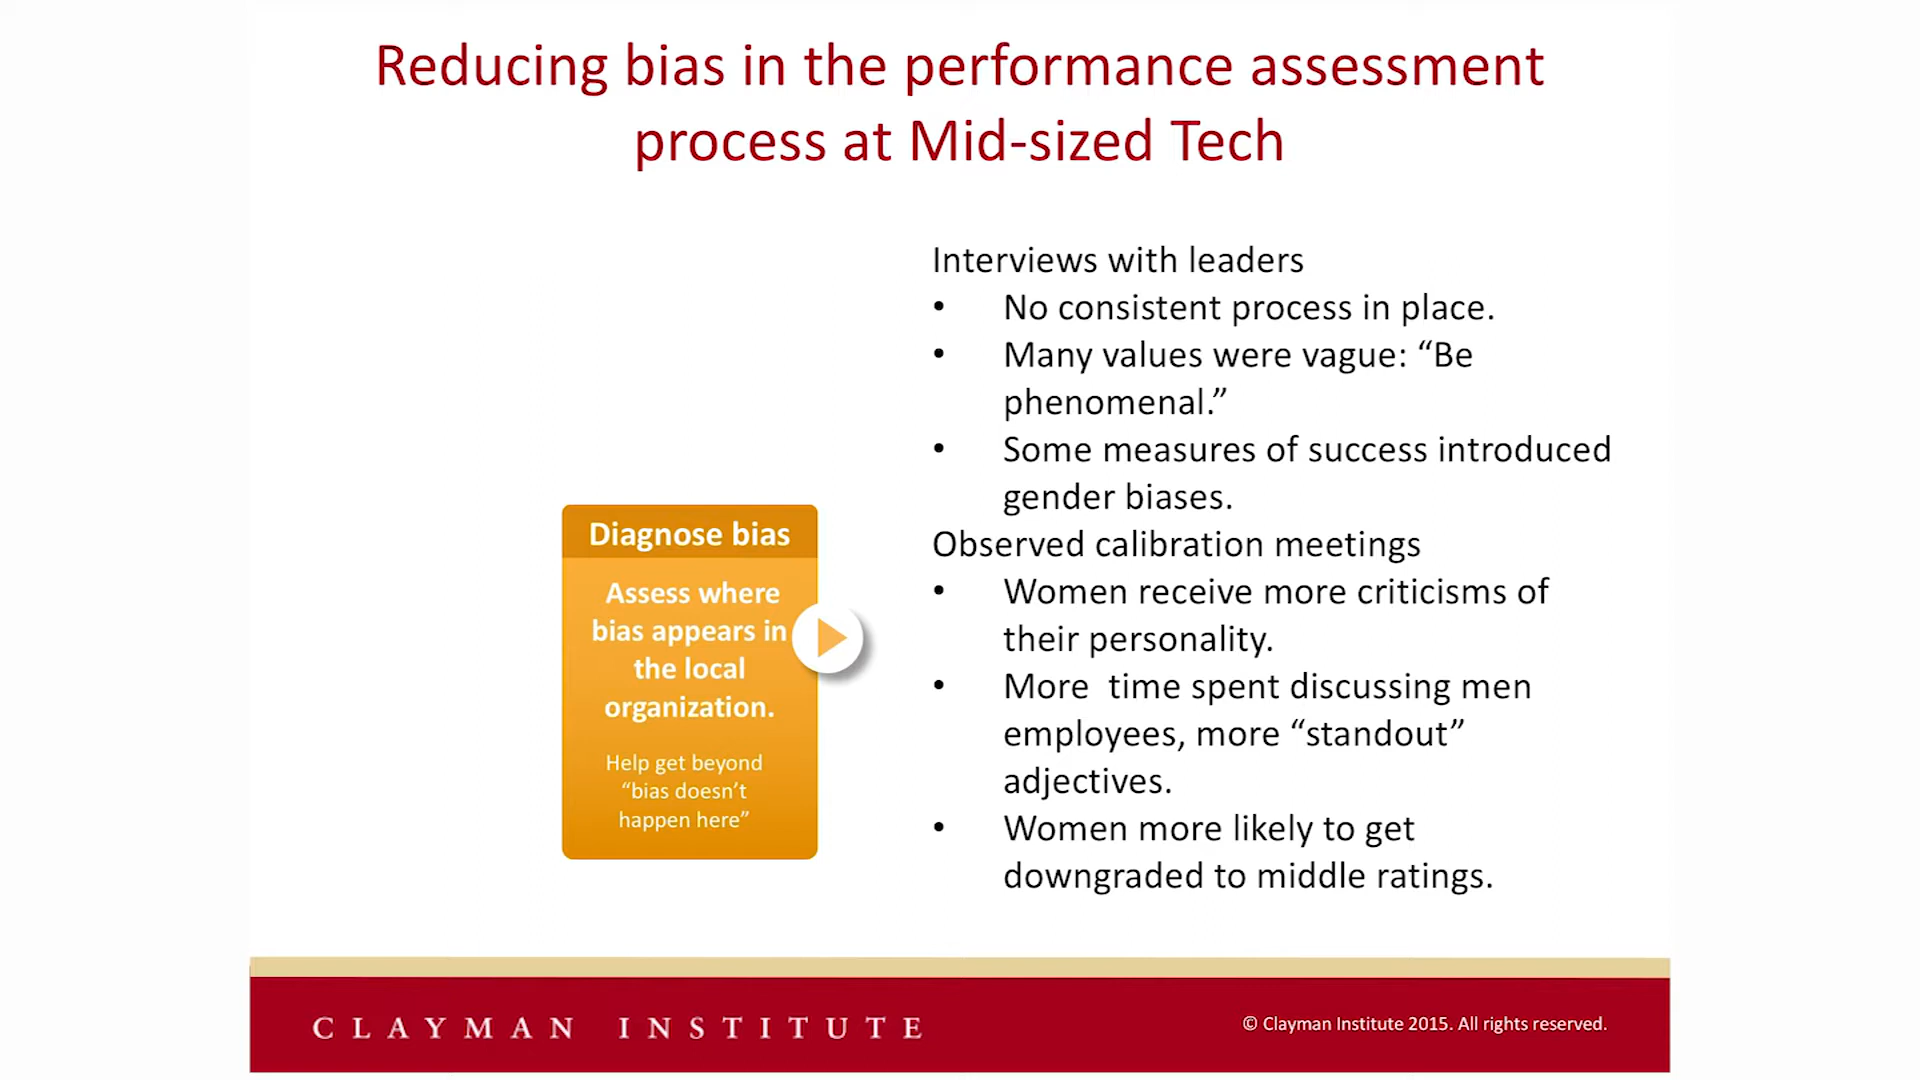 Reducing bias in the performance assessment
process at Mid-sized Tech
Diagnose bias
Assess where
bias appears in
the local
organization.
Help get beyond
“bias doesn’t
happen here”
Interviews with leaders
• No consistent process in place.
• Many values were vague: “Be
phenomenal.”
• Some measures of success introduced
gender biases.
Observed calibration meetings
• Women receive more criticisms of
their personality.
• More  time spent discussing men
employees, more “standout”
adjectives.
• Women more likely to get
downgraded to middle ratings.
CLAYMAN INSTITUTE
© Clayman Institute 2015. All rights reserved.